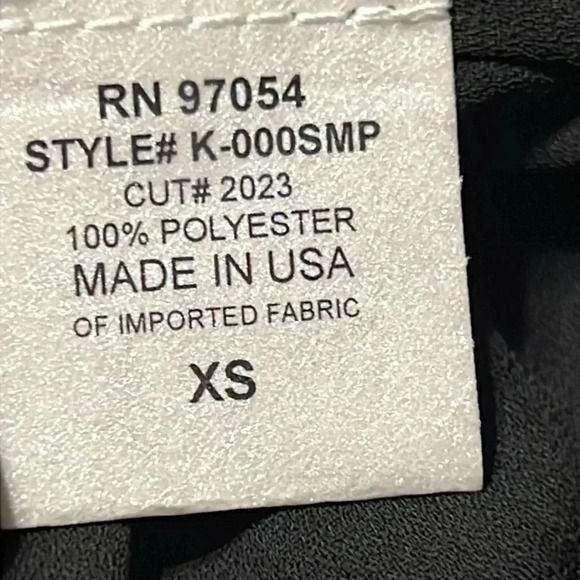 RN 97054
STYLE# K-000SMP
CUT# 2023
100% POLYESTER
MADE IN USA
OF IMPORTED FABRIC
XS